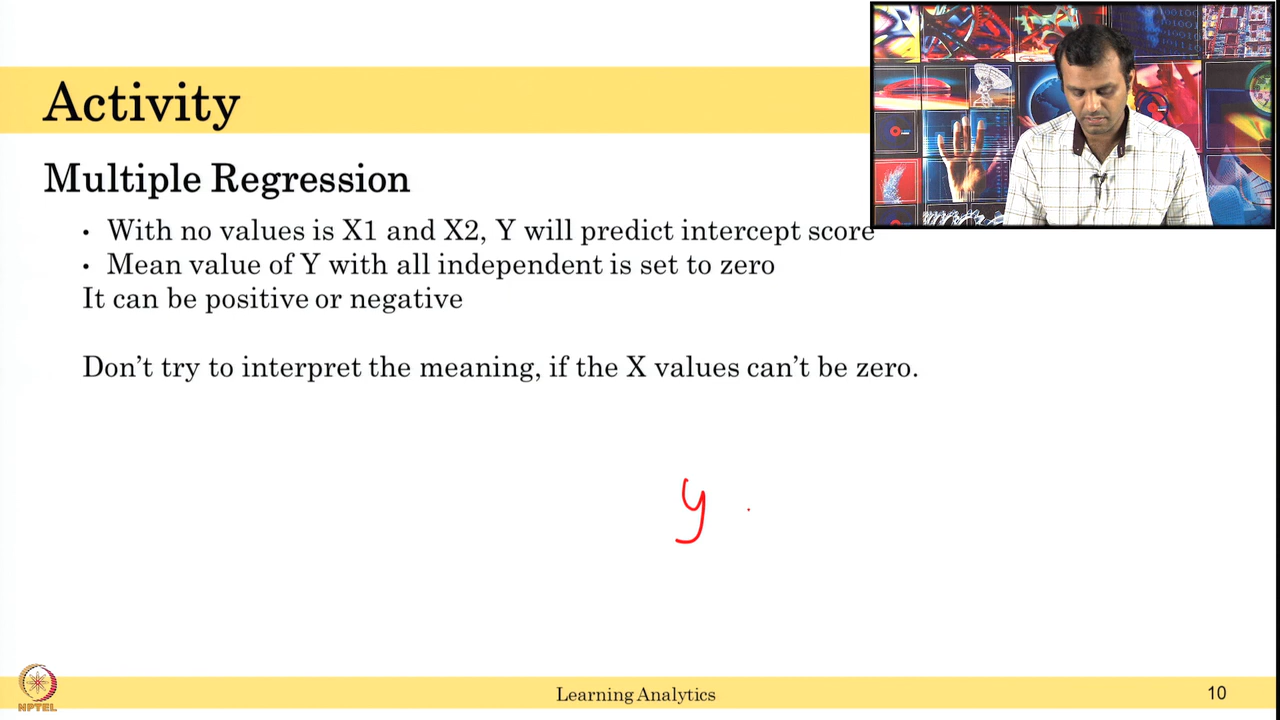 Activity
Multiple Regression
• With no values is X1 and X2, Y will predict intercept score
• Mean value of Y with all independent is set to zero
It can be positive or negative
Don't try to interpret the meaning, if the X values can't be zero.
y
NPTEL
Learning Analytics
10